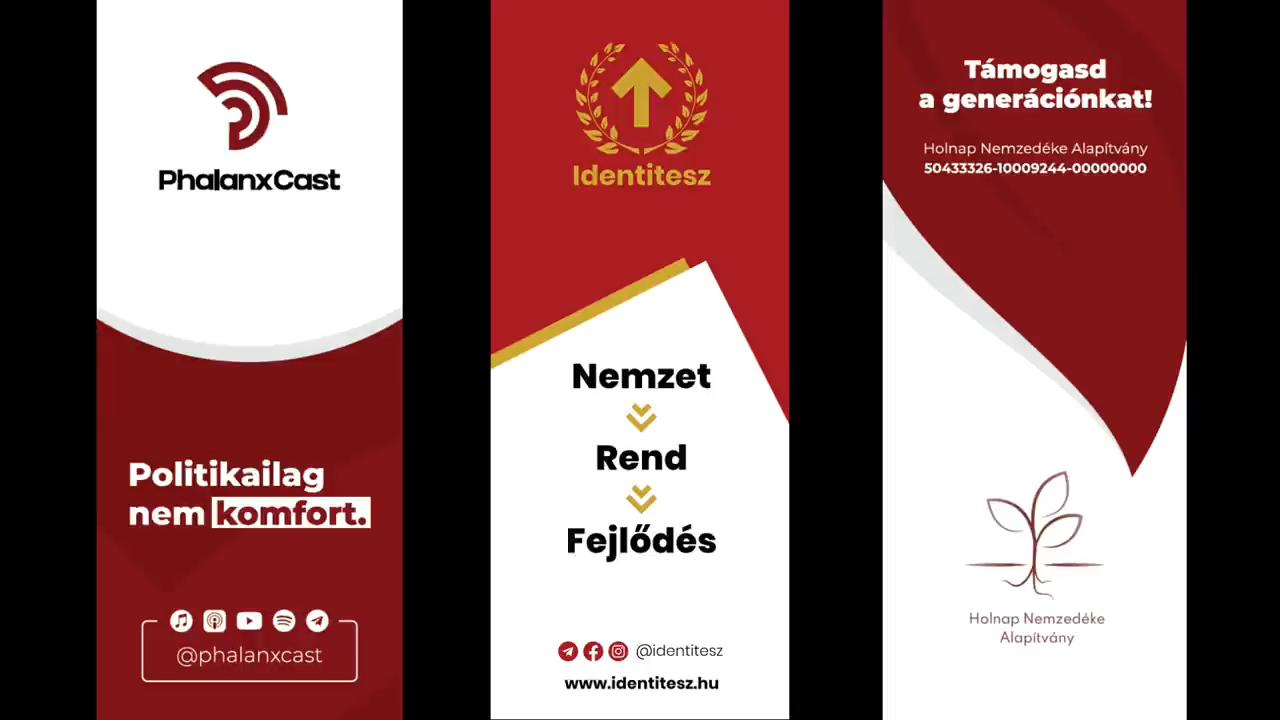 PhalanxCast
Politikailag
nem komfort.
@phalanxcast
Identitesz
Nemzet
Rend
Fejlődés
@identitesz
www.identitesz.hu
Támogasd
a generációnkat!
Holnap Nemzedéke Alapítvány
50433326-10009244-00000000
Holnap Nemzedéke
Alapítvány